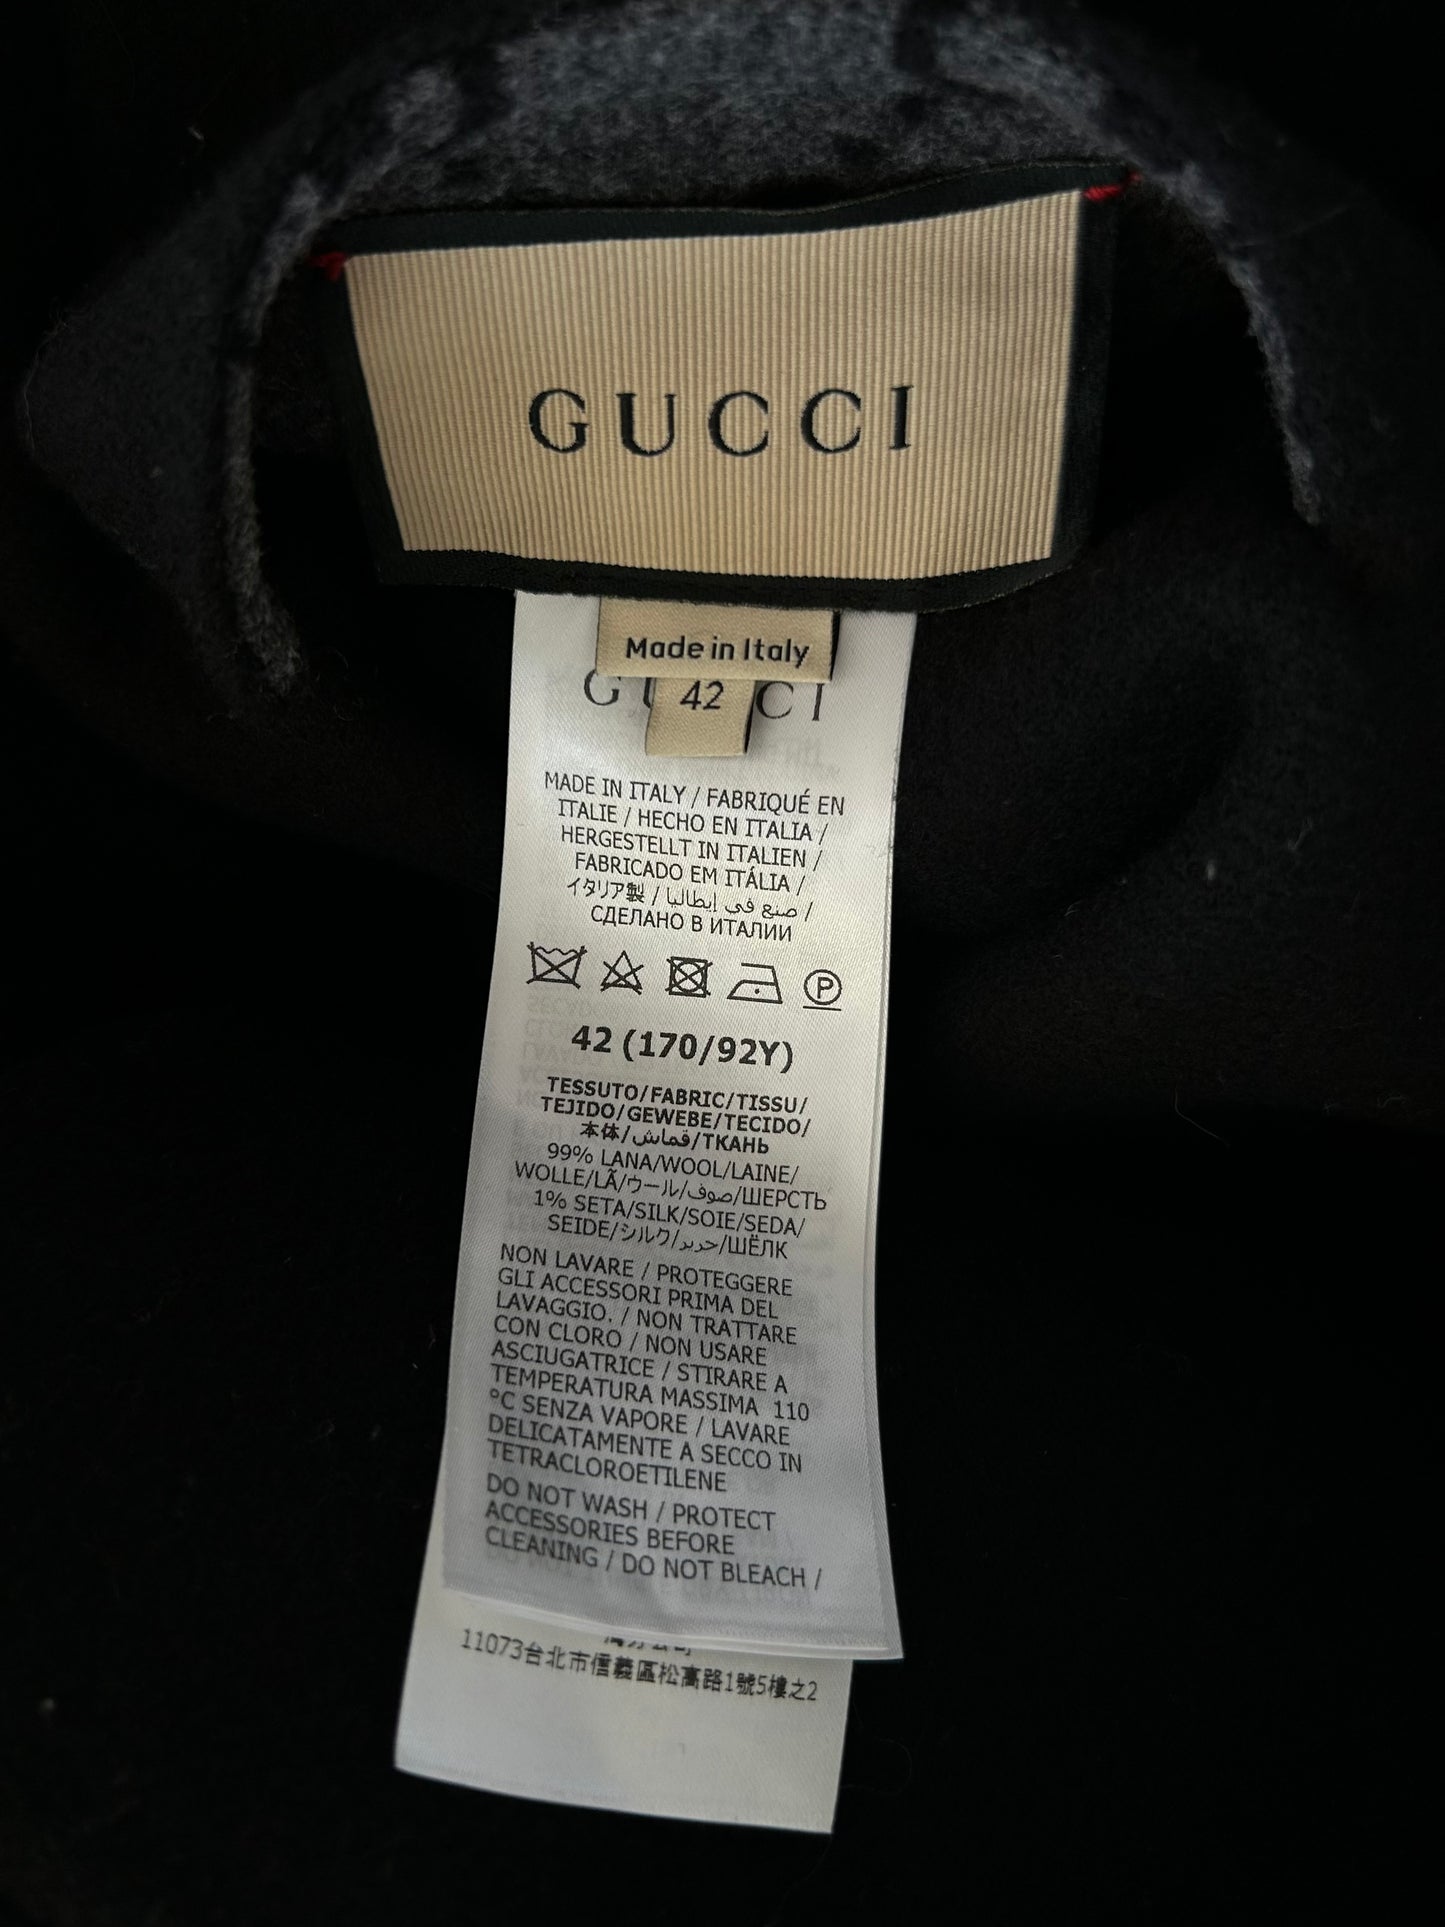 GUCCI
Made in Italy
42
MADE IN ITALY / FABRIQUÉ EN
ITALIE / HECHO EN ITALIA /
HERGESTELLT IN ITALIEN /
FABRICADO EM ITÁLIA /
イタリア製 / صنع في إيطاليا /
СДЕЛАНО В ИТАЛИИ
P
42 (170/92Y)
TESSUTO/FABRIC/TISSU/
TEJIDO/GEWEBE/TECIDO/
本体/قماش/ТКАНЬ
99% LANA/WOOL/LAINE/
WOLLE/LÃ/ウール/صوف/ШЕРСТЬ
1% SETA/SILK/SOIE/SEDA/
SEIDE/シルク/حرير/ШЁЛК
NON LAVARE / PROTEGGERE
GLI ACCESSORI PRIMA DEL
LAVAGGIO. / NON TRATTARE
CON CLORO / NON USARE
ASCIUGATRICE / STIRARE A
TEMPERATURA MASSIMA 110
°C SENZA VAPORE / LAVARE
DELICATAMENTE A SECCO IN
TETRACLOROETILENE
DO NOT WASH / PROTECT
ACCESSORIES BEFORE
CLEANING / DO NOT BLEACH /
11073台北市信義區松高路1號5樓之2